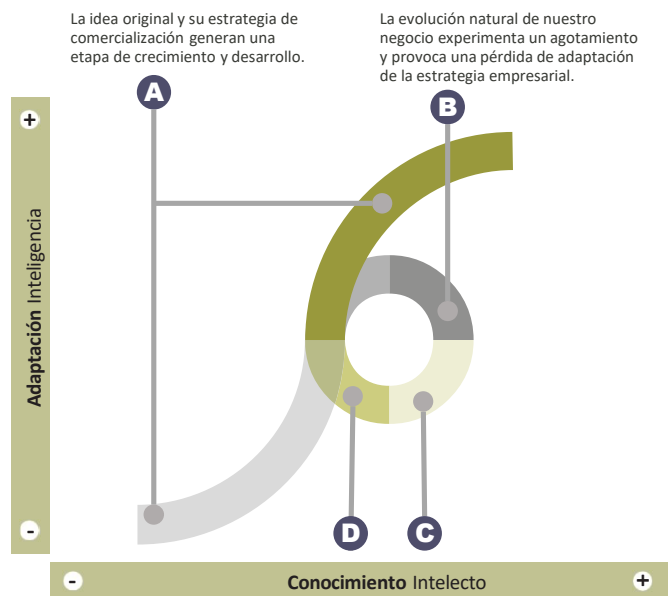 La idea original y su estrategia de
comercialización generan una
etapa de crecimiento y desarrollo.
La evolución natural de nuestro
negocio experimenta un agotamiento
y provoca una pérdida de adaptación
de la estrategia empresarial.
A
B
+
Adaptación Inteligencia
-
D
C
-
Conocimiento Intelecto
+